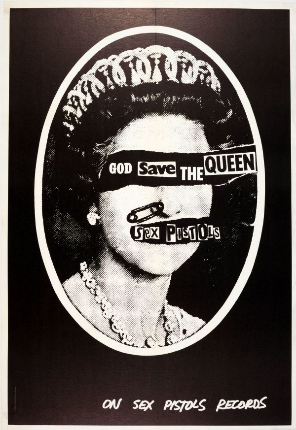 GOD Save THE QUEEN
SEX PISTOLS
ON SEX PISTOLS RECORDS